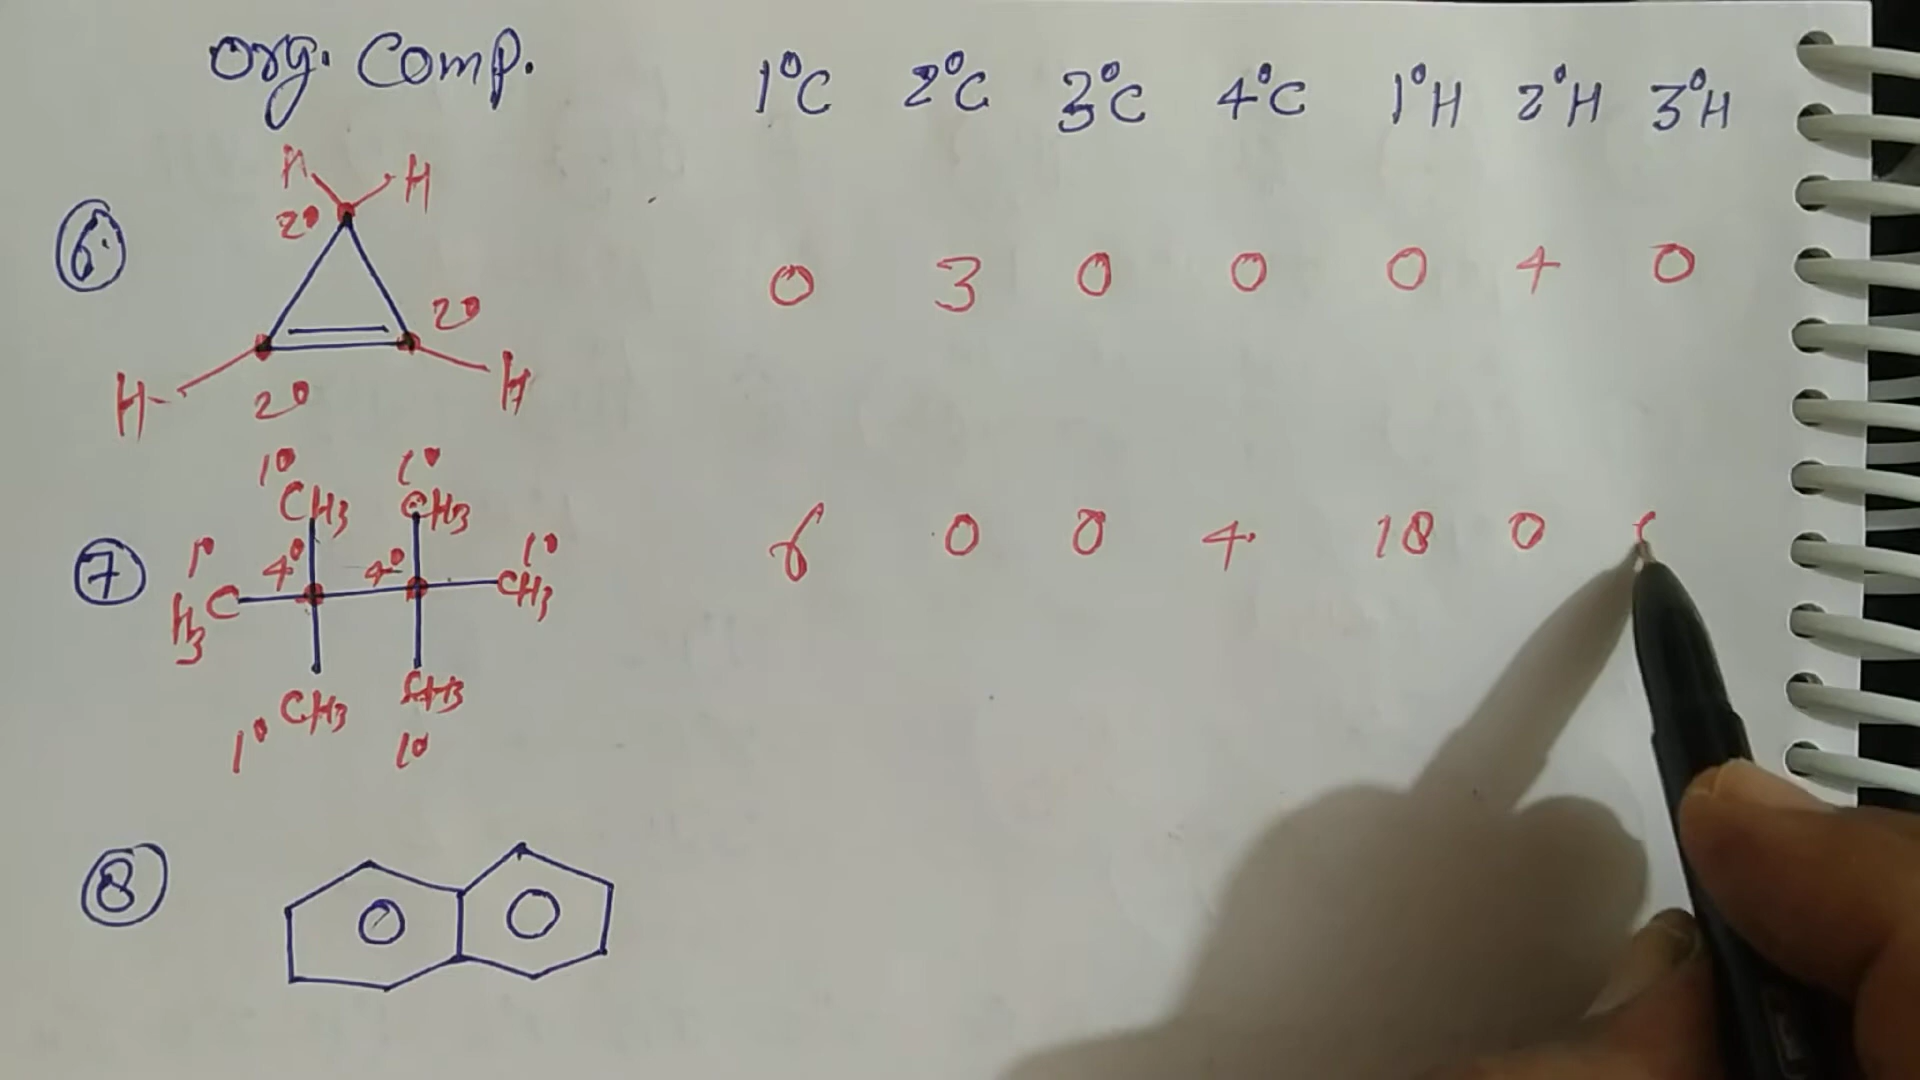 Org. Comp. 1°C 2°C 3°C 4°C 1°H 2°H 3°H
H H
2°
6. 0 3 0 0 0 4 0
2°
H 2° H
1° 1°
CH3 CH3
7 1° 4° 4° 1° 6 0 0 4 18 0
H3C CH3
CH3 CH3
1° 1°
8